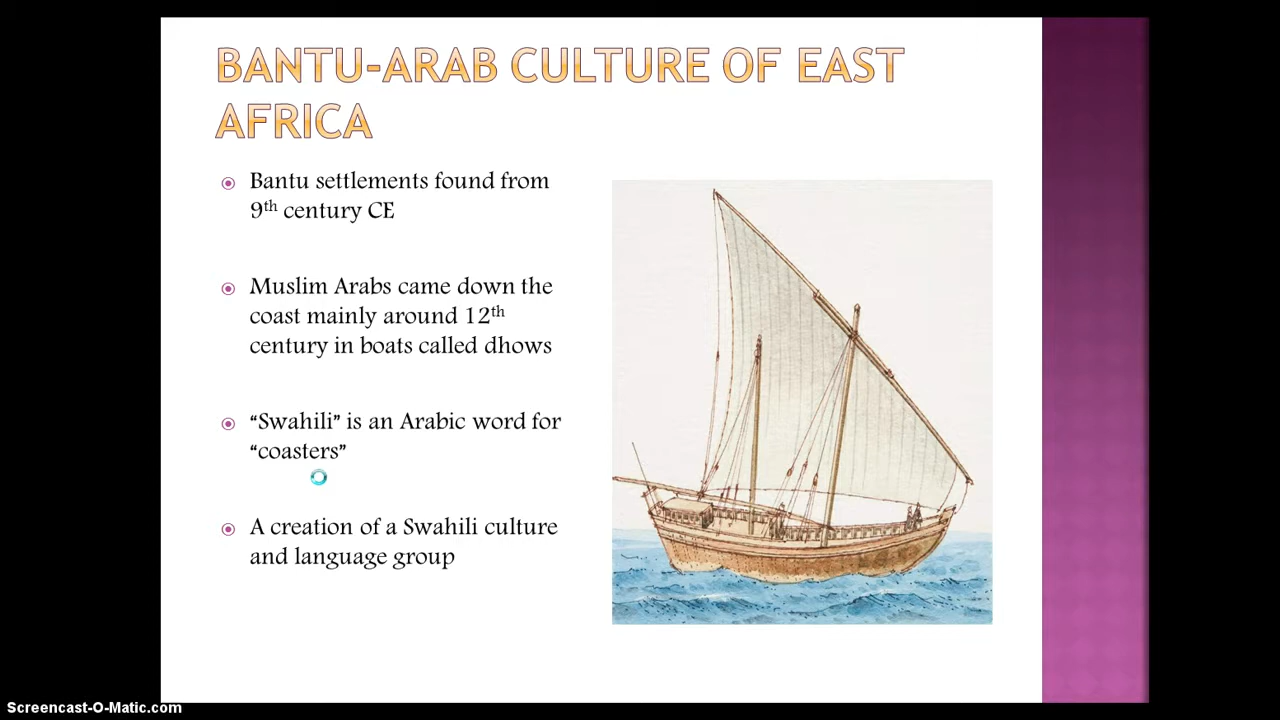 BANTU-ARAB CULTURE OF EAST
AFRICA
Bantu settlements found from
9th century CE
Muslim Arabs came down the
coast mainly around 12th
century in boats called dhows
“Swahili” is an Arabic word for
“coasters”
A creation of a Swahili culture
and language group
Screencast-O-Matic.com